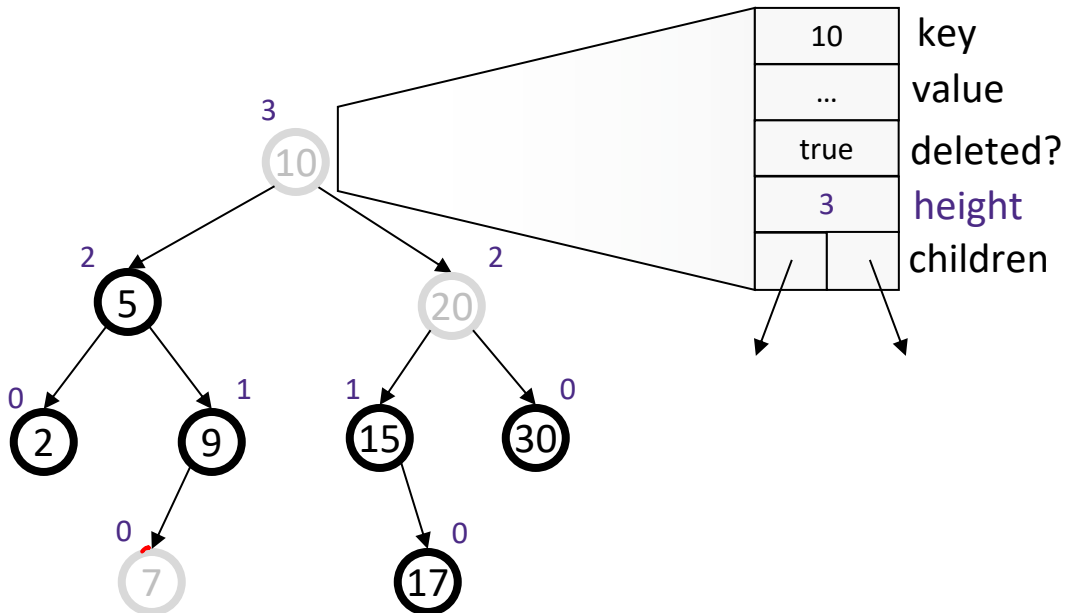 10 key
... value
true deleted?
3 height
children
3
10
2 2
5 20
0 1 1 0
2 9 15 30
0 0
7 17